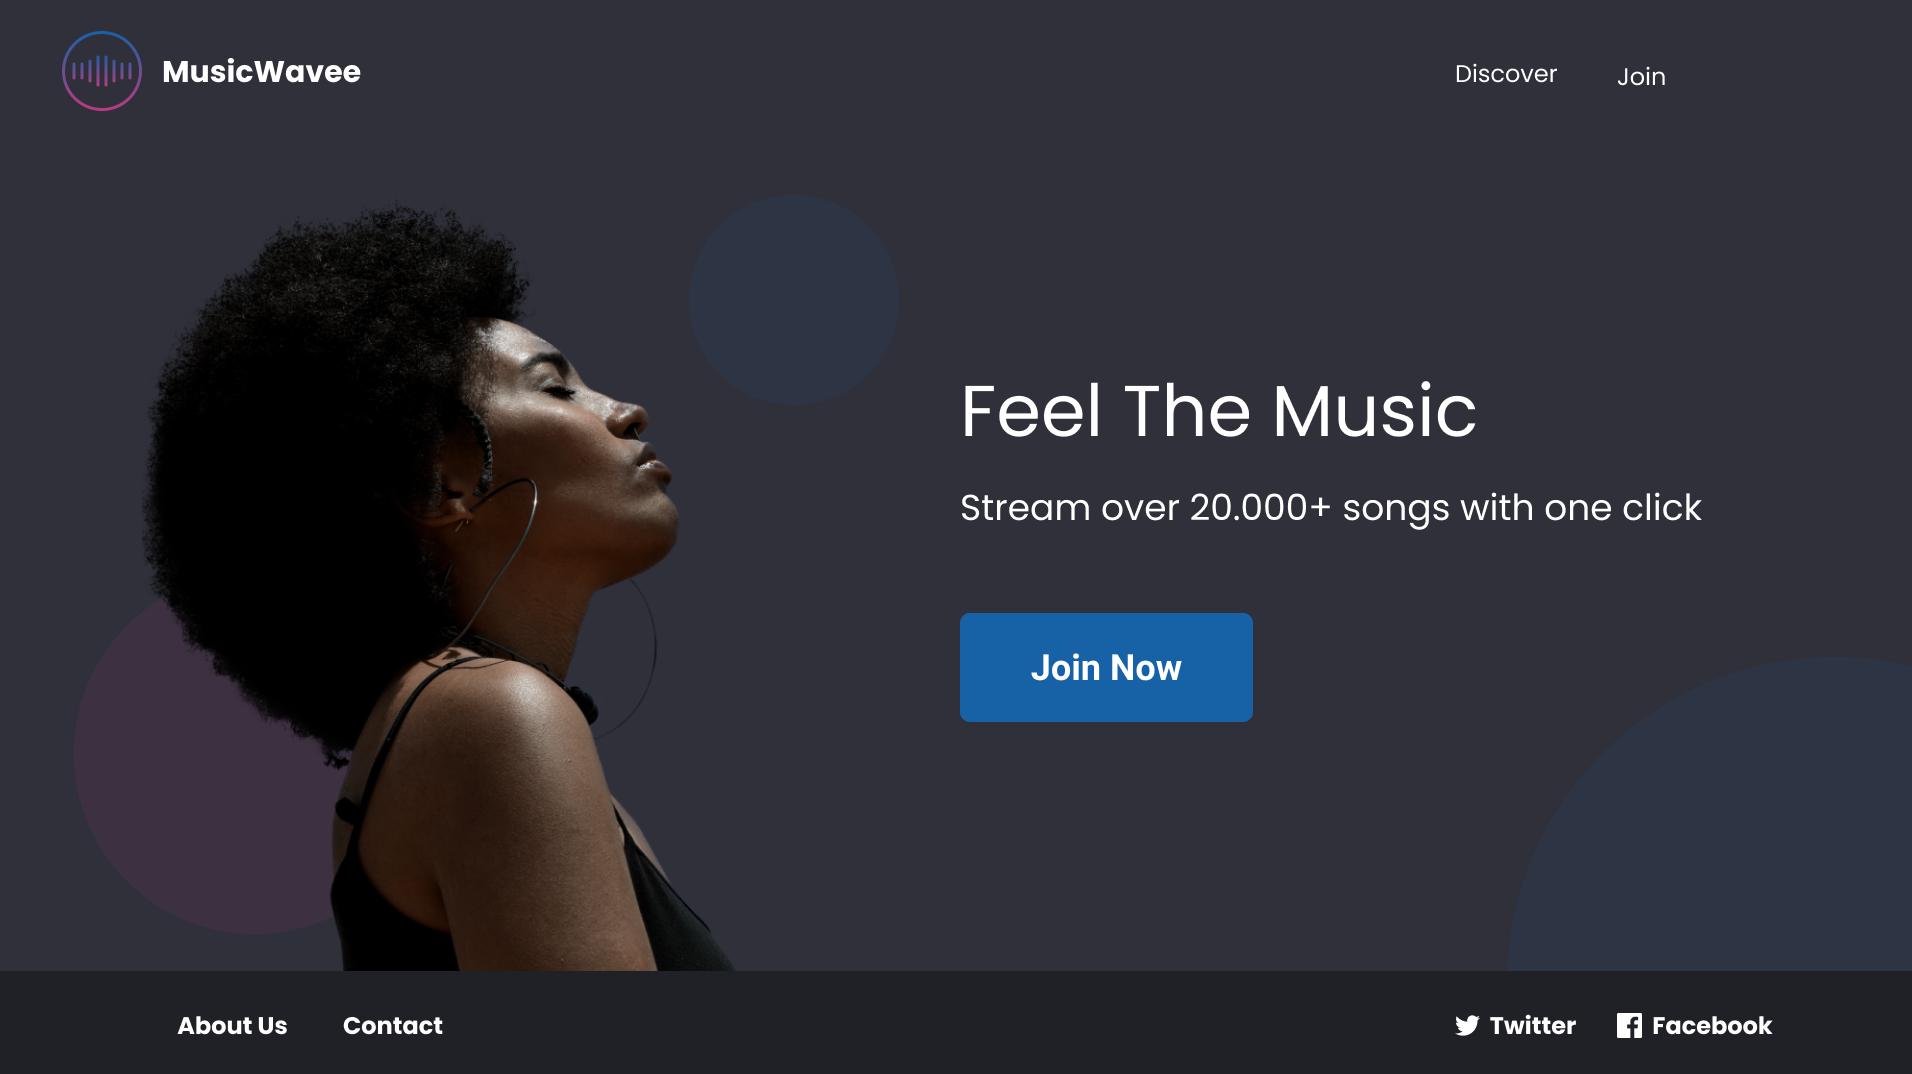 MusicWavee
Discover
Join
Feel The Music
Stream over 20.000+ songs with one click
Join Now
About Us
Contact
Twitter
Facebook